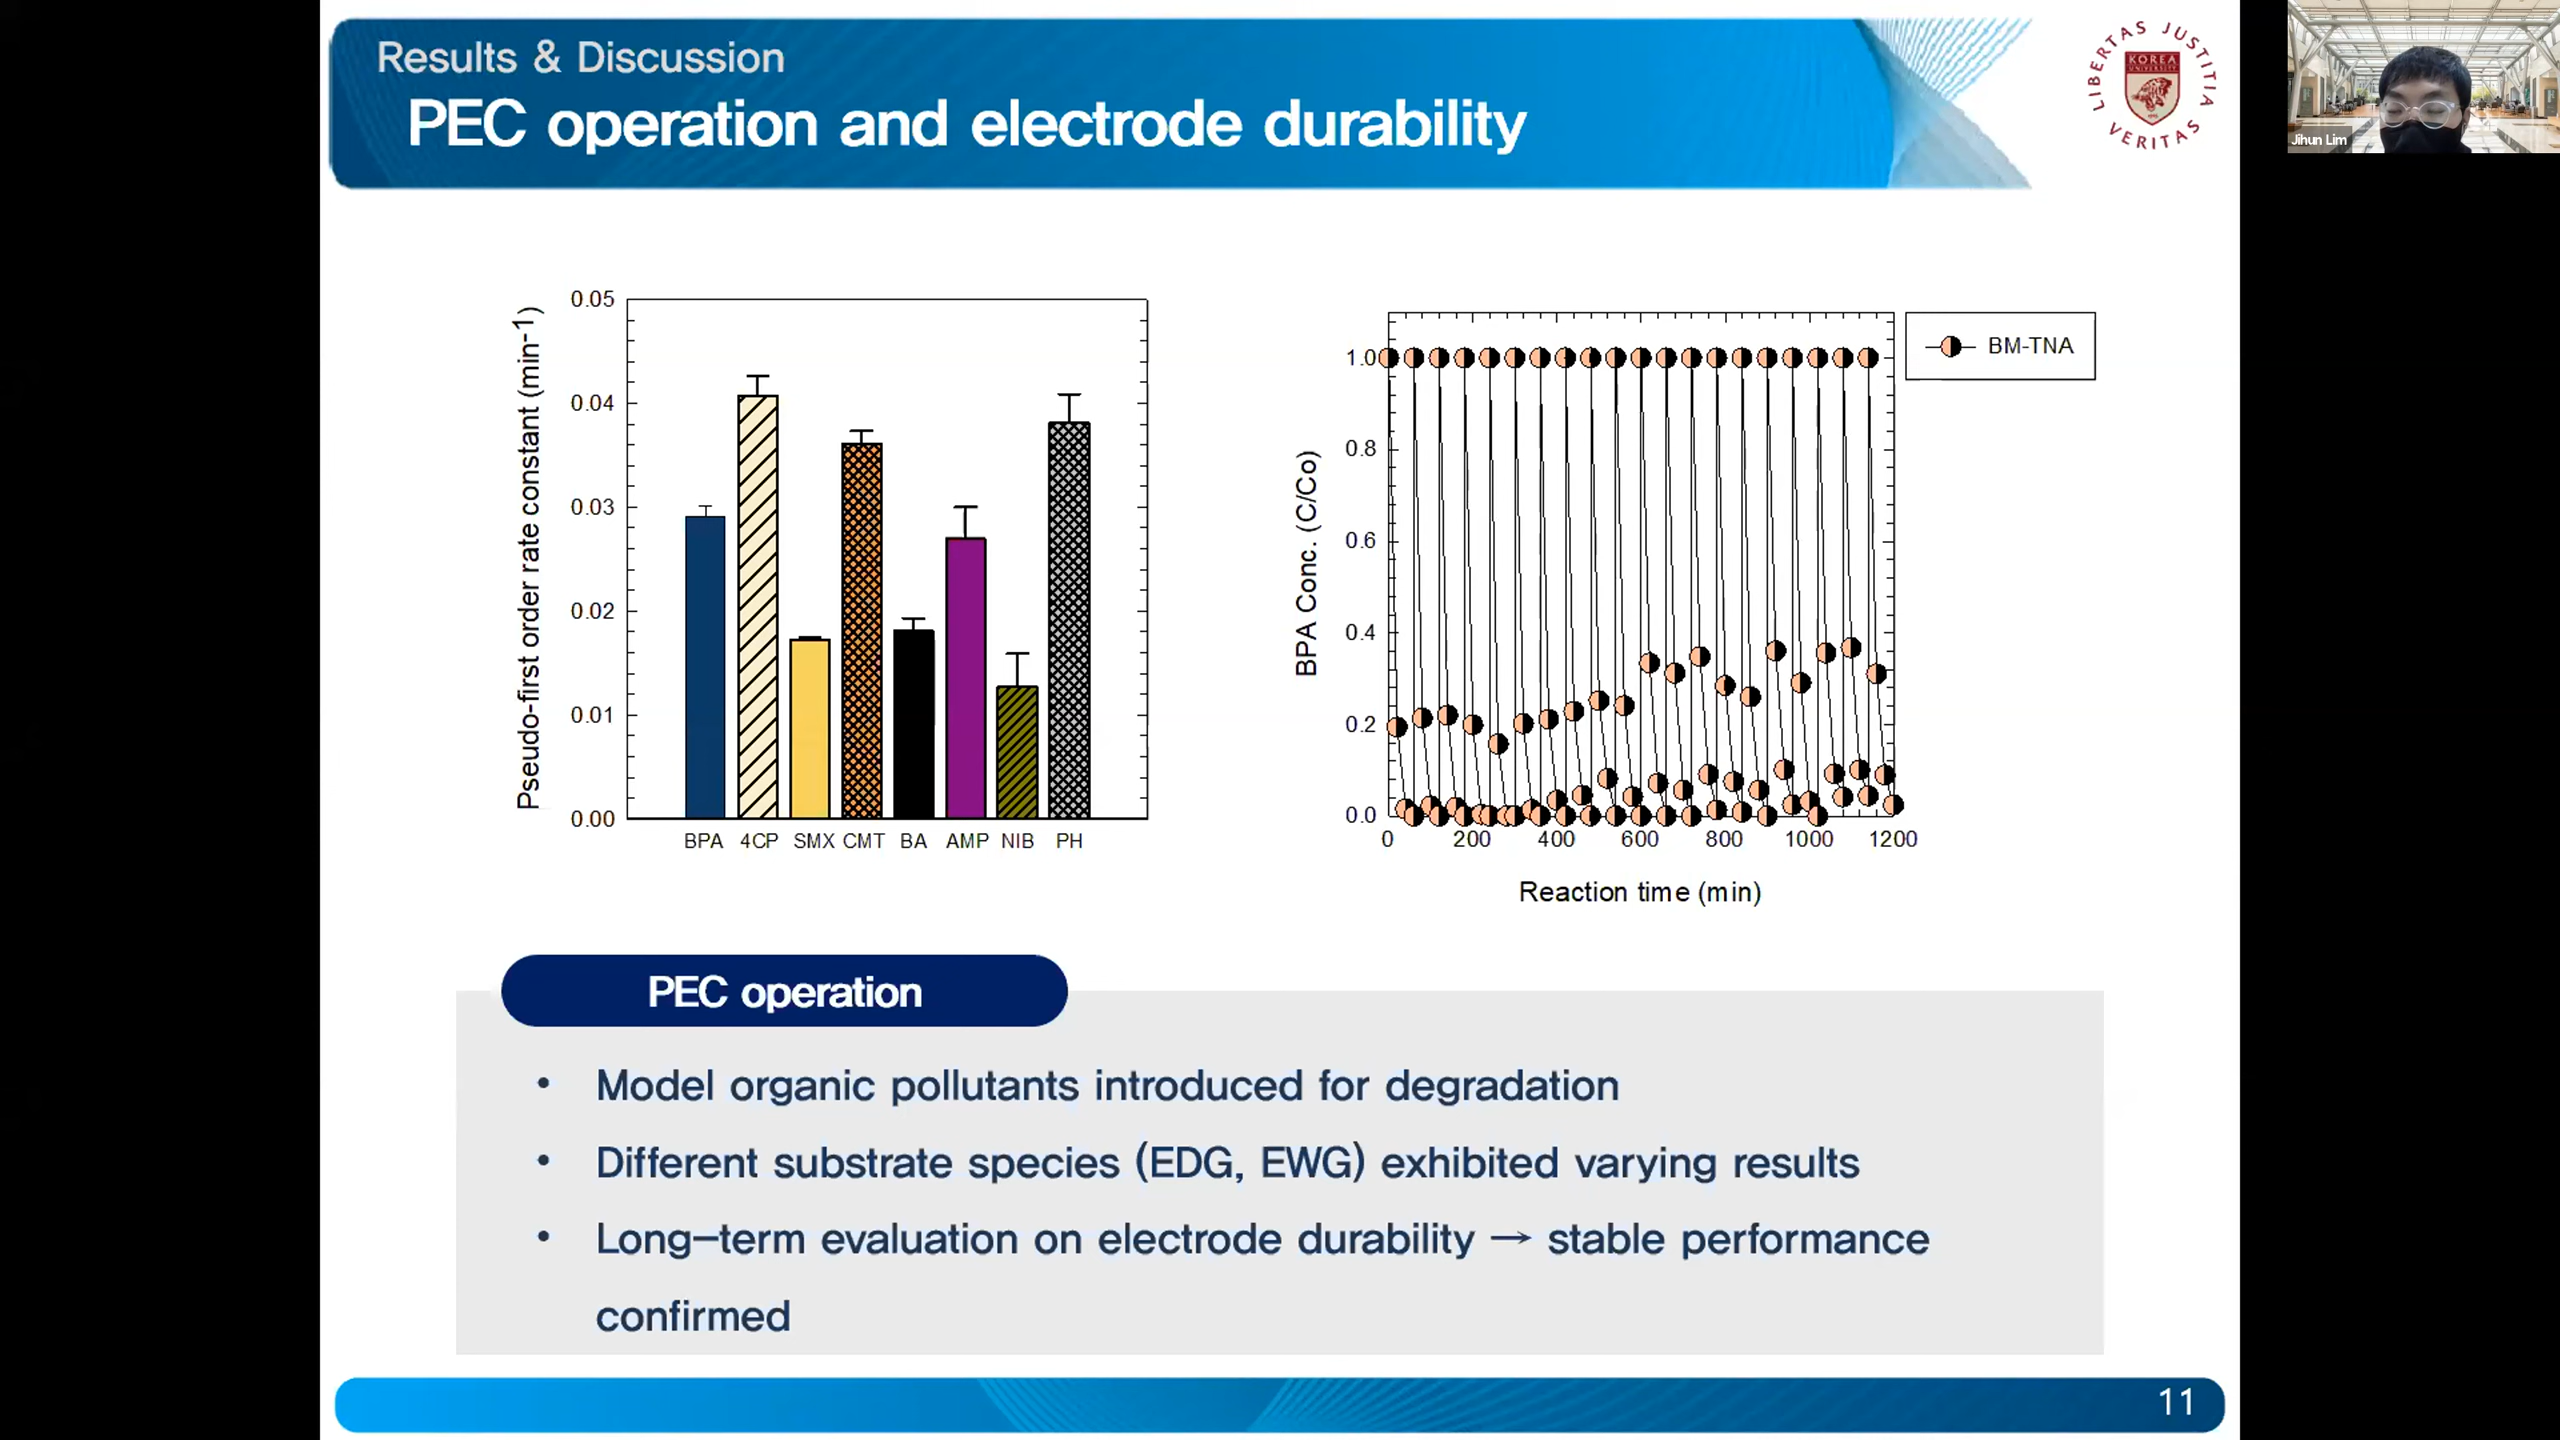 Results & Discussion
PEC operation and electrode durability
LIBERTAS JUSTITIA VERITAS
KOREA
UNIVERSITY
Jihun Lim
Pseudo-first order rate constant (min-1)
0.05
0.04
0.03
0.02
0.01
0.00
BPA 4CP SMX CMT BA AMP NIB PH
BPA Conc. (C/Co)
1.0
0.8
0.6
0.4
0.2
0.0
0 200 400 600 800 1000 1200
Reaction time (min)
BM-TNA
PEC operation
• Model organic pollutants introduced for degradation
• Different substrate species (EDG, EWG) exhibited varying results
• Long–term evaluation on electrode durability → stable performance
confirmed
11